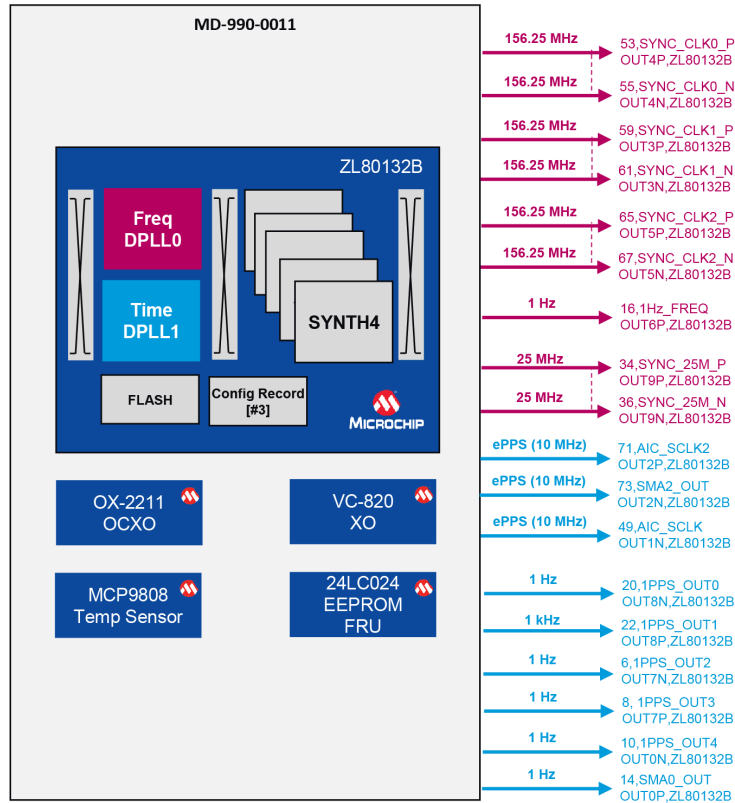 MD-990-0011
ZL80132B
Freq
DPLL0
Time
DPLL1
SYNTH4
FLASH
Config Record
[#3]
MICROCHIP
OX-2211
OCXO
VC-820
XO
MCP9808
Temp Sensor
24LC024
EEPROM
FRU
156.25 MHz
53,SYNC_CLK0_P
OUT4P,ZL80132B
156.25 MHz
55,SYNC_CLK0_N
OUT4N,ZL80132B
156.25 MHz
59,SYNC_CLK1_P
OUT3P,ZL80132B
156.25 MHz
61,SYNC_CLK1_N
OUT3N,ZL80132B
156.25 MHz
65,SYNC_CLK2_P
OUT5P,ZL80132B
156.25 MHz
67,SYNC_CLK2_N
OUT5N,ZL80132B
1 Hz
16,1Hz_FREQ
OUT6P,ZL80132B
25 MHz
34,SYNC_25M_P
OUT9P,ZL80132B
25 MHz
36,SYNC_25M_N
OUT9N,ZL80132B
ePPS (10 MHz)
71,AIC_SCLK2
OUT2P,ZL80132B
ePPS (10 MHz)
73,SMA2_OUT
OUT2N,ZL80132B
ePPS (10 MHz)
49,AIC_SCLK
OUT1N,ZL80132B
1 Hz
20,1PPS_OUT0
OUT8N,ZL80132B
1 kHz
22,1PPS_OUT1
OUT8P,ZL80132B
1 Hz
6,1PPS_OUT2
OUT7N,ZL80132B
1 Hz
8, 1PPS_OUT3
OUT7P,ZL80132B
1 Hz
10,1PPS_OUT4
OUT0N,ZL80132B
1 Hz
14,SMA0_OUT
OUT0P,ZL80132B